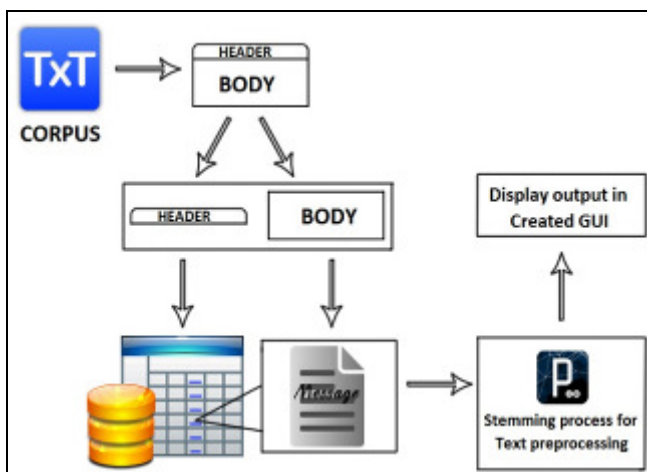 TxT
CORPUS
HEADER
BODY
HEADER
BODY
Message
P
Stemming process for
Text preprocessing
Display output in
Created GUI